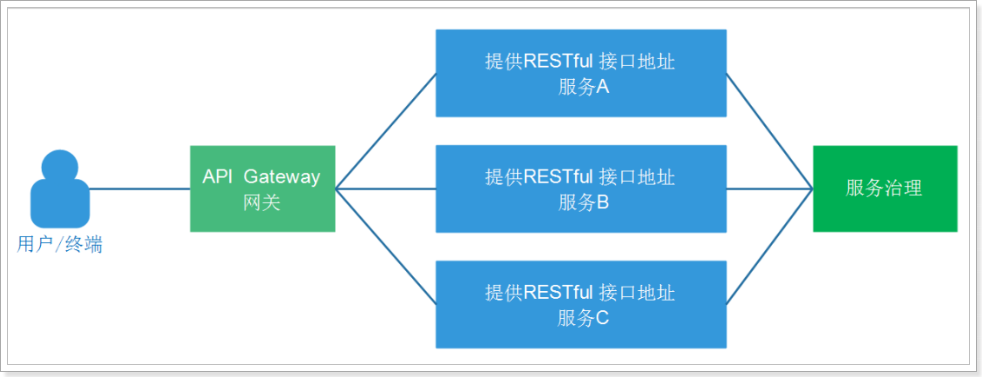 提供RESTful 接口地址
服务A
API Gateway
网关
提供RESTful 接口地址
服务B
服务治理
用户/终端
提供RESTful 接口地址
服务C